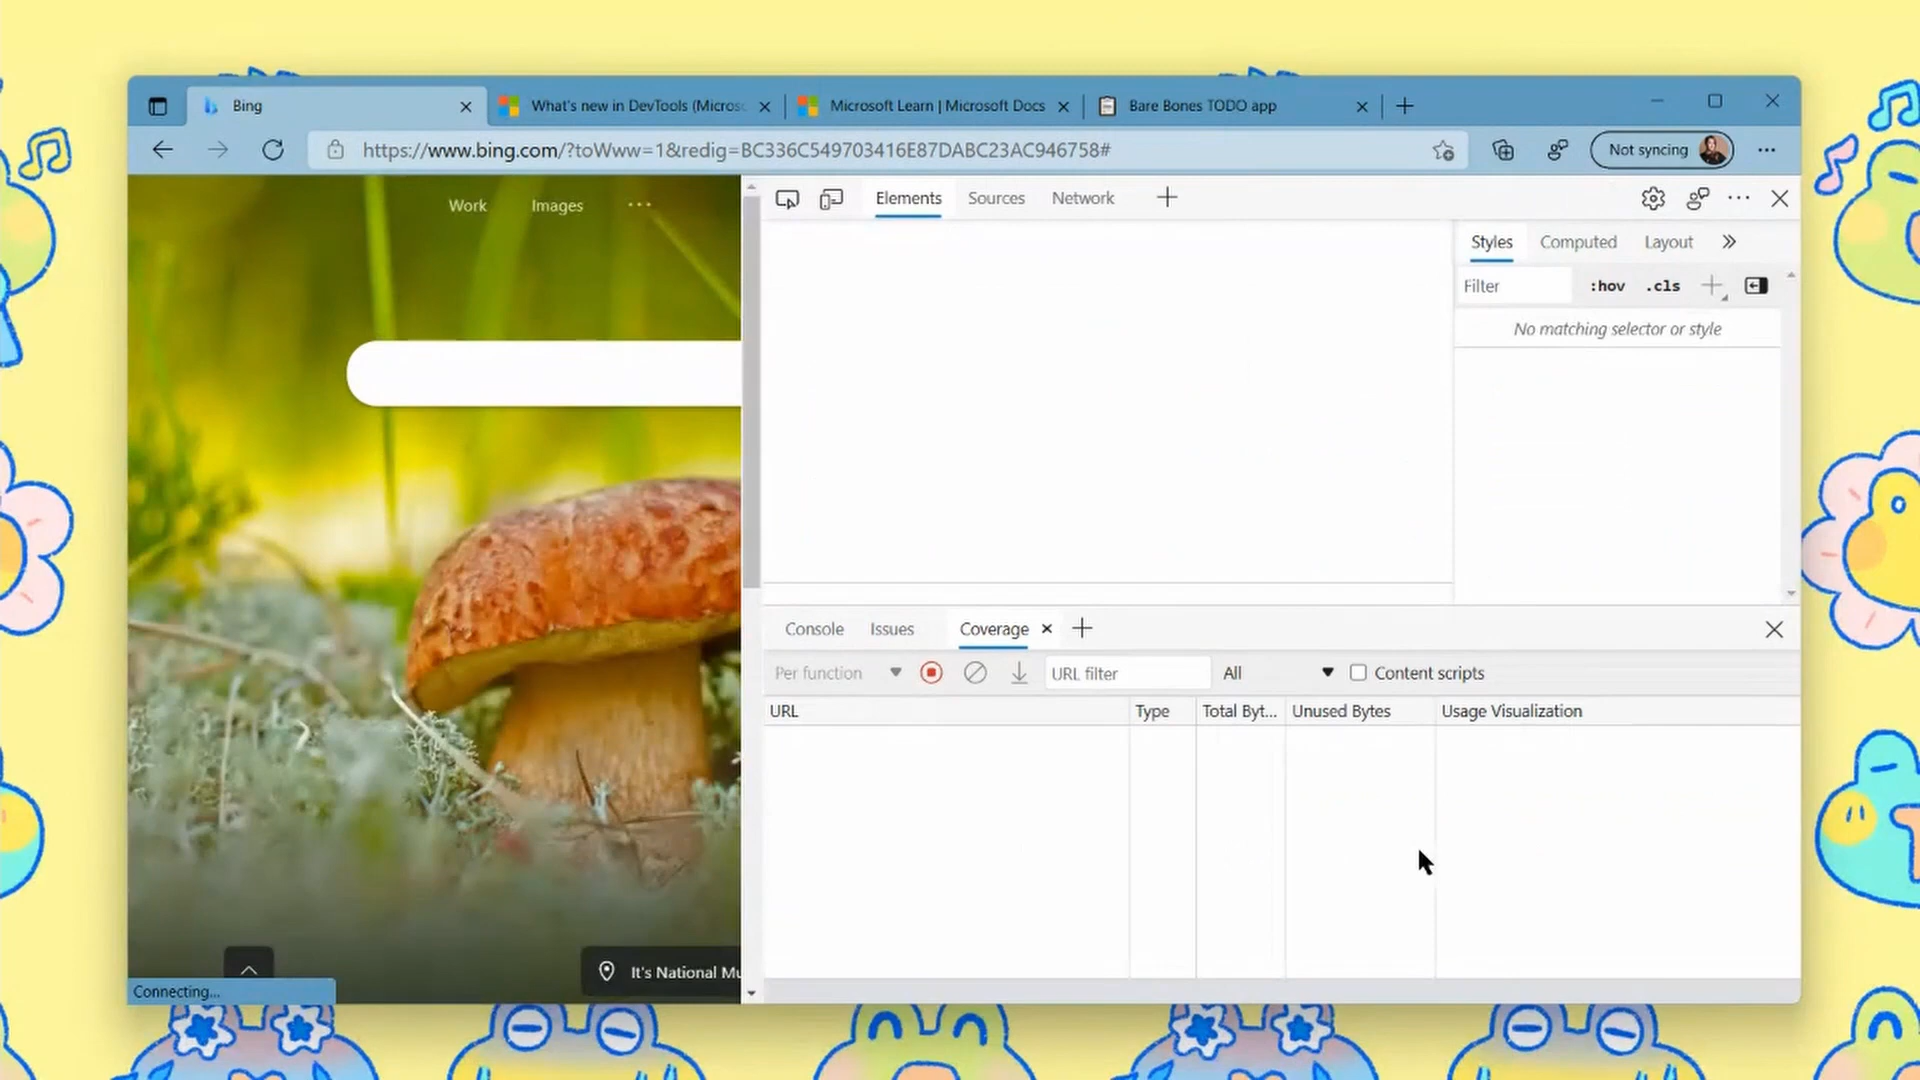 Bing
What's new in DevTools (Micros
Microsoft Learn | Microsoft Docs
Bare Bones TODO app
https://www.bing.com/?toWww=1&redig=BC336C549703416E87DABC23AC946758#
Not syncing
Work Images
Elements Sources Network
Styles Computed Layout
Filter :hov .cls
No matching selector or style
Console Issues Coverage
Per function URL filter All Content scripts
URL Type Total Byt... Unused Bytes Usage Visualization
It's National Mu
Connecting...